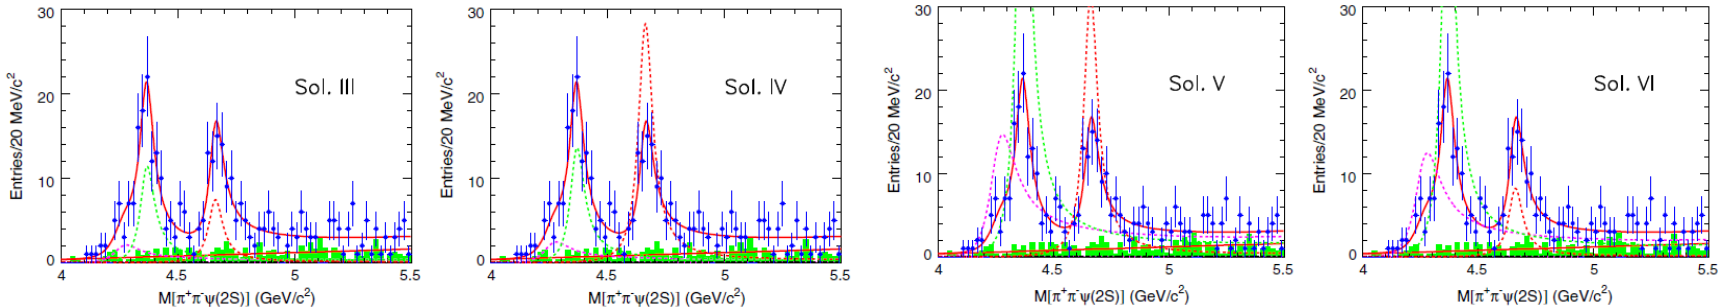 Entries/20 MeV/c²
30
20
10
0
Sol. III
4 4.5 5 5.5
M[π⁺π⁻ψ(2S)] (GeV/c²)
Entries/20 MeV/c²
30
20
10
0
Sol. IV
4 4.5 5 5.5
M[π⁺π⁻ψ(2S)] (GeV/c²)
Entries/20 MeV/c²
30
20
10
0
Sol. V
4 4.5 5 5.5
M[π⁺π⁻ψ(2S)] (GeV/c²)
Entries/20 MeV/c²
30
20
10
0
Sol. VI
4 4.5 5 5.5
M[π⁺π⁻ψ(2S)] (GeV/c²)